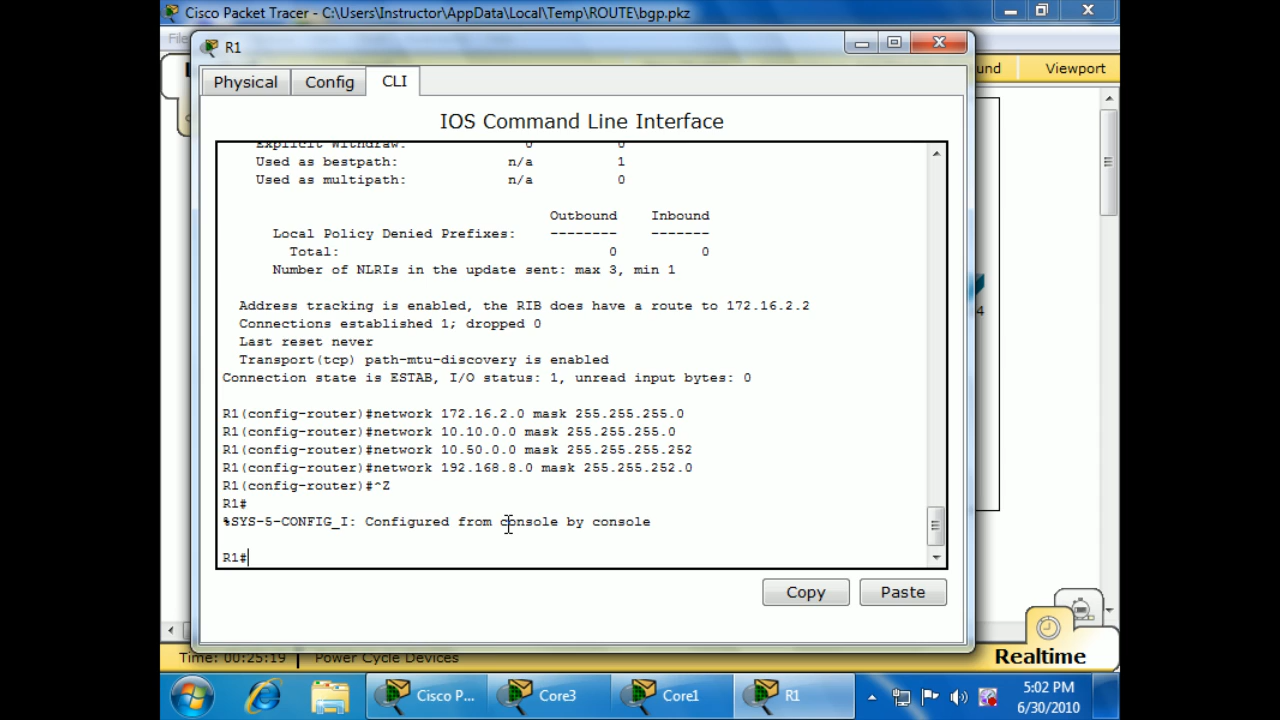 Cisco Packet Tracer - C:\Users\Instructor\AppData\Local\Temp\ROUTE\bgp.pkz
R1
Physical Config CLI
Viewport
IOS Command Line Interface
Explicit Withdraw: 0 0
Used as bestpath: n/a 1
Used as multipath: n/a 0
Outbound Inbound
Local Policy Denied Prefixes: -------- -------
Total: 0 0
Number of NLRIs in the update sent: max 3, min 1
Address tracking is enabled, the RIB does have a route to 172.16.2.2
Connections established 1; dropped 0
Last reset never
Transport(tcp) path-mtu-discovery is enabled
Connection state is ESTAB, I/O status: 1, unread input bytes: 0
R1(config-router)#network 172.16.2.0 mask 255.255.255.0
R1(config-router)#network 10.10.0.0 mask 255.255.255.0
R1(config-router)#network 10.50.0.0 mask 255.255.255.252
R1(config-router)#network 192.168.8.0 mask 255.255.252.0
R1(config-router)#^Z
R1#
%SYS-5-CONFIG_I: Configured from console by console
R1#
Copy Paste
Time: 00:25:19 Power Cycle Devices
Realtime
Cisco P... Core3 Core1 R1
5:02 PM
6/30/2010